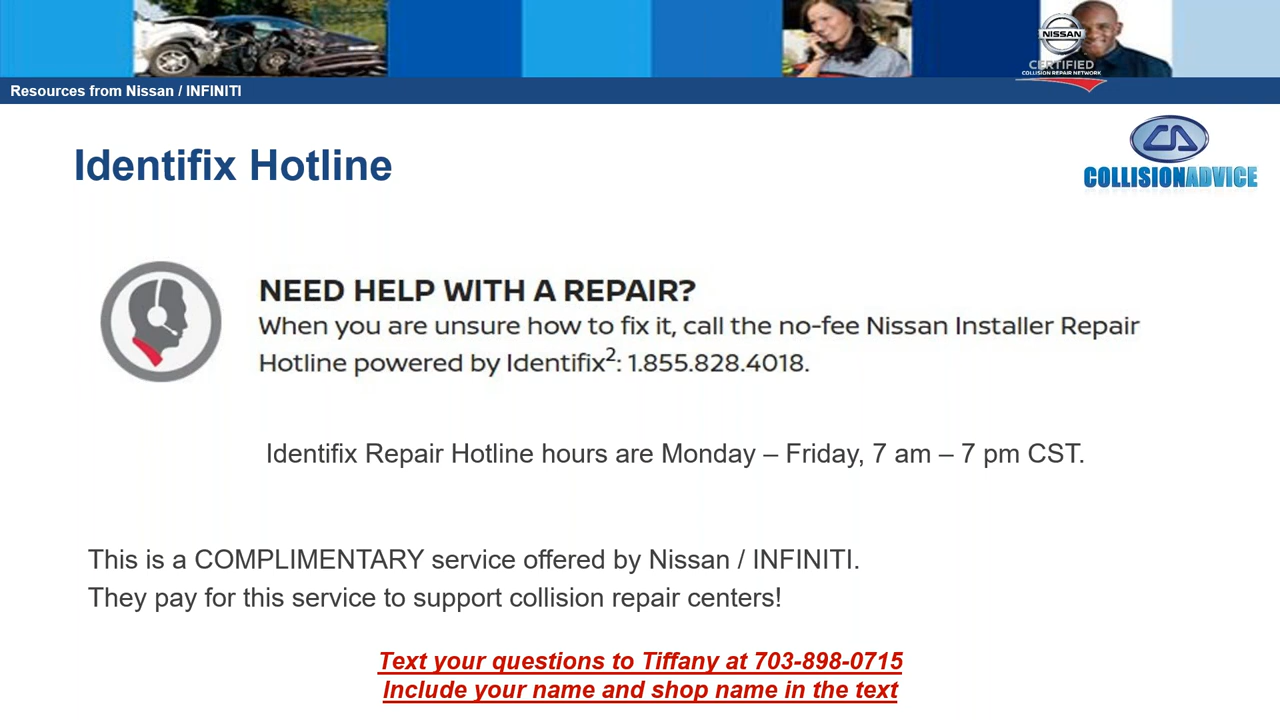 NISSAN
CERTIFIED
COLLISION REPAIR NETWORK
Resources from Nissan / INFINITI
Identifix Hotline
CA
COLLISIONADVICE
NEED HELP WITH A REPAIR?
When you are unsure how to fix it, call the no-fee Nissan Installer Repair
Hotline powered by Identifix²: 1.855.828.4018.
Identifix Repair Hotline hours are Monday – Friday, 7 am – 7 pm CST.
This is a COMPLIMENTARY service offered by Nissan / INFINITI.
They pay for this service to support collision repair centers!
Text your questions to Tiffany at 703-898-0715
Include your name and shop name in the text